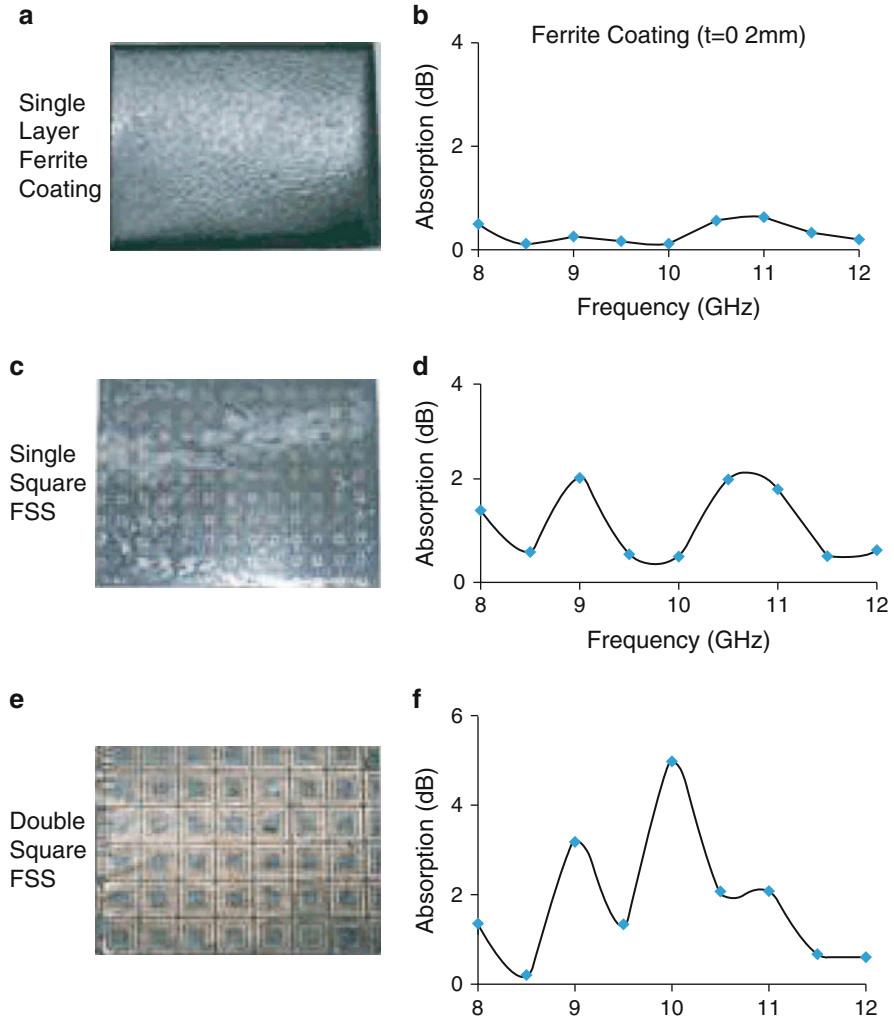 a
Single
Layer
Ferrite
Coating
b
Ferrite Coating (t=0 2mm)
Absorption (dB)
4
2
0
8 9 10 11 12
Frequency (GHz)
c
Single
Square
FSS
d
Absorption (dB)
4
2
0
8 9 10 11 12
Frequency (GHz)
e
Double
Square
FSS
f
Absorption (dB)
6
4
2
0
8 9 10 11 12